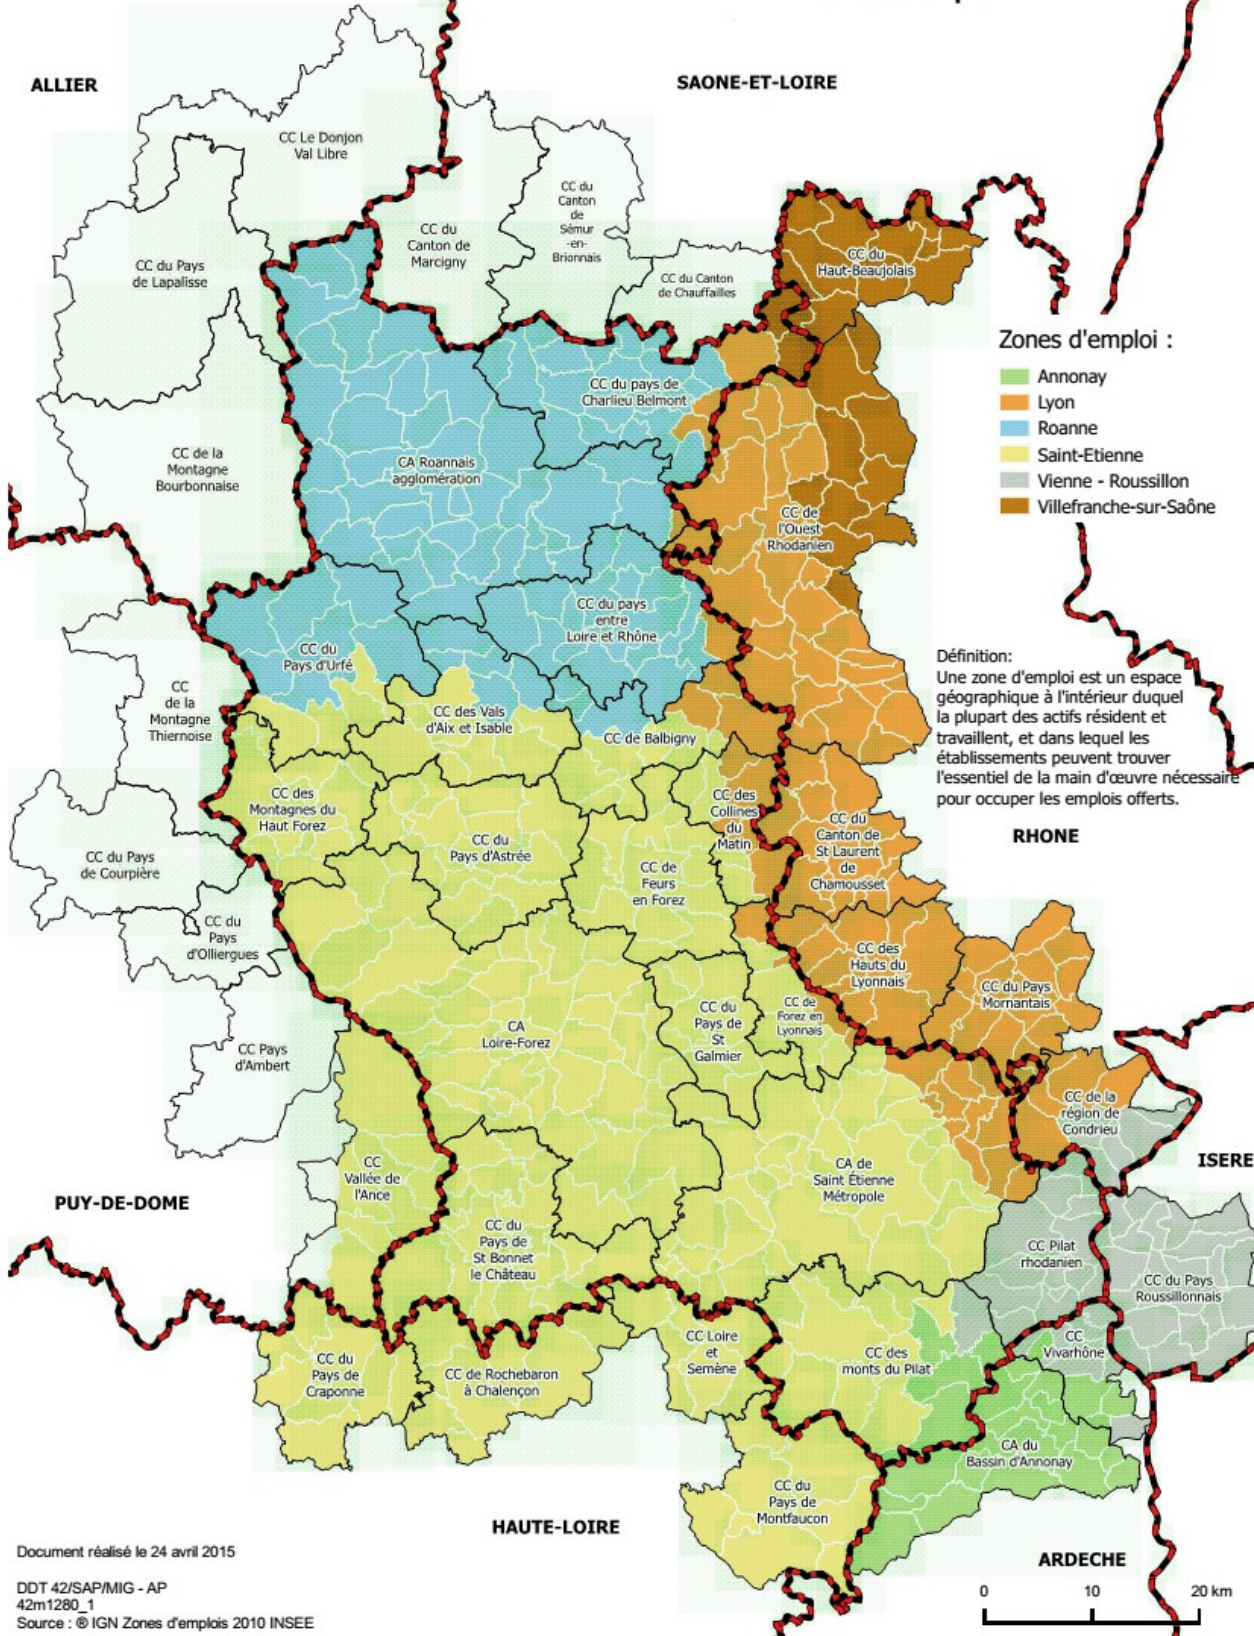 ALLIER
SAONE-ET-LOIRE
CC Le Donjon
Val Libre
CC du
Canton
de
Sémur
-en-
Brionnais
CC du
Canton de
Marcigny
CC du Pays
de Lapalisse
CC du Canton
de Chauffailles
CC du
Haut-Beaujolais
Zones d'emploi :
Annonay
Lyon
Roanne
Saint-Etienne
Vienne - Roussillon
Villefranche-sur-Saône
CC du pays de
Charlieu Belmont
CC de la
Montagne
Bourbonnaise
CA Roannais
agglomération
CC de
l'Ouest
Rhodanien
CC du pays
entre
Loire et Rhône
CC du
Pays d'Urfé
CC
de la
Montagne
Thiernoise
CC des Vals
d'Aix et Isable
CC de Balbigny
Définition:
Une zone d'emploi est un espace
géographique à l'intérieur duquel
la plupart des actifs résident et
travaillent, et dans lequel les
établissements peuvent trouver
l'essentiel de la main d'œuvre nécessaire
pour occuper les emplois offerts.
CC des
Montagnes du
Haut Forez
CC des
Collines
du
Matin
CC du
Canton de
St Laurent
de
Chamousset
RHONE
CC du Pays
de Courpière
CC du
Pays d'Astrée
CC de
Feurs
en Forez
CC du
Pays
d'Olliergues
CC des
Hauts du
Lyonnais
CC du Pays
Mornantais
CC Pays
d'Ambert
CA
Loire-Forez
CC du
Pays de
St
Galmier
CC de
Forez en
Lyonnais
CC de la
région de
Condrieu
ISERE
PUY-DE-DOME
CC
Vallée de
l'Ance
CA de
Saint Étienne
Métropole
CC du
Pays de
St Bonnet
le Château
CC Pilat
rhodanien
CC du Pays
Roussillonnais
CC du
Pays de
Craponne
CC de Rochebaron
à Chalençon
CC Loire
et
Semène
CC des
monts du Pilat
CC
Vivarhône
CA du
Bassin d'Annonay
CC du
Pays de
Montfaucon
HAUTE-LOIRE
ARDECHE
Document réalisé le 24 avril 2015
DDT 42/SAP/MIG - AP
42m1280_1
Source : ® IGN Zones d'emplois 2010 INSEE
0 10 20 km